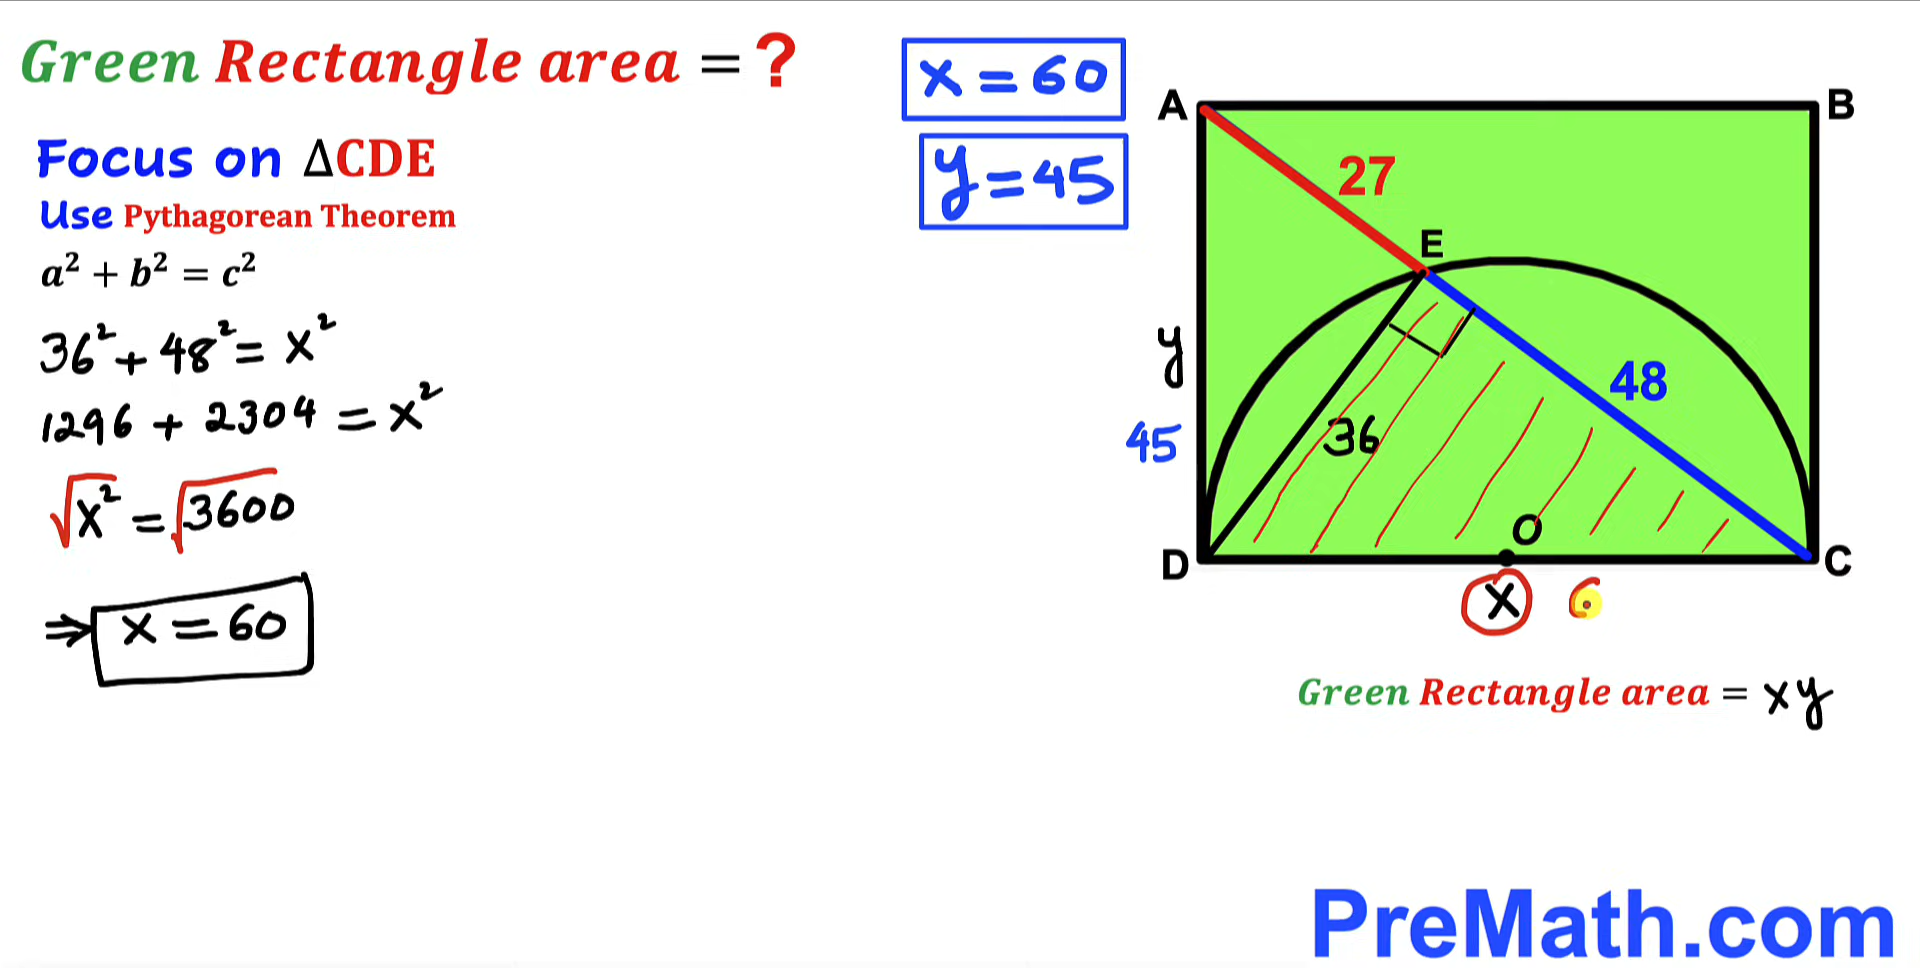 Green Rectangle area = ?
Focus on ΔCDE
Use Pythagorean Theorem
a² + b² = c²
36² + 48² = x²
1296 + 2304 = x²
√x² = √3600
⇒ x = 60
x = 60
y = 45
A
B
27
E
y
48
45
36
O
D
C
x 6
Green Rectangle area = xy
PreMath.com